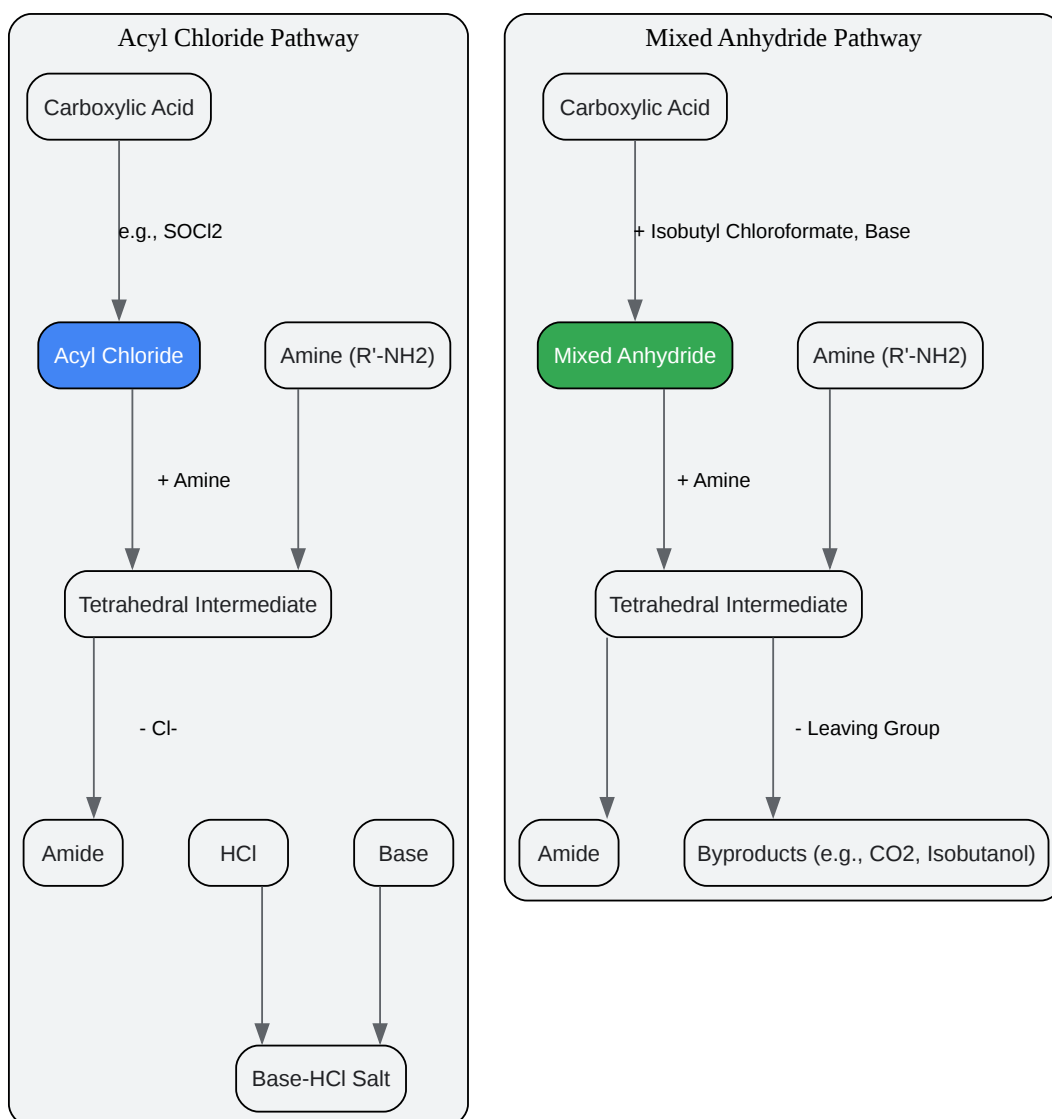 Acyl Chloride Pathway
Carboxylic Acid
e.g., SOCl2
Acyl Chloride
Amine (R'-NH2)
+ Amine
Tetrahedral Intermediate
- Cl-
Amide
HCl
Base
Base-HCl Salt
Mixed Anhydride Pathway
Carboxylic Acid
+ Isobutyl Chloroformate, Base
Mixed Anhydride
Amine (R'-NH2)
+ Amine
Tetrahedral Intermediate
- Leaving Group
Amide
Byproducts (e.g., CO2, Isobutanol)